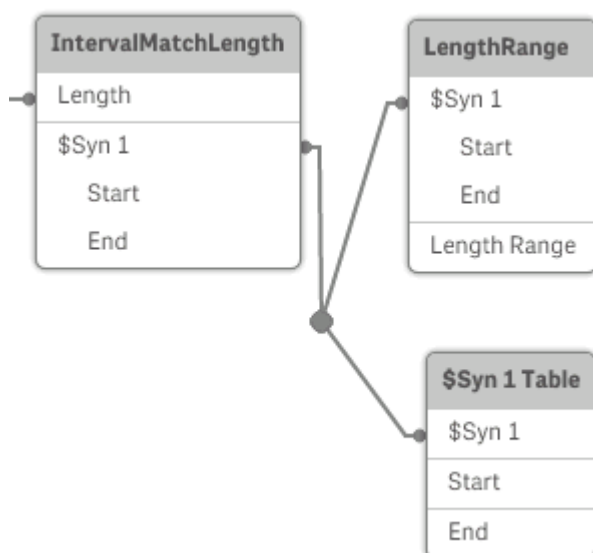 IntervalMatchLength
Length
$Syn 1
Start
End
LengthRange
$Syn 1
Start
End
Length Range
$Syn 1 Table
$Syn 1
Start
End